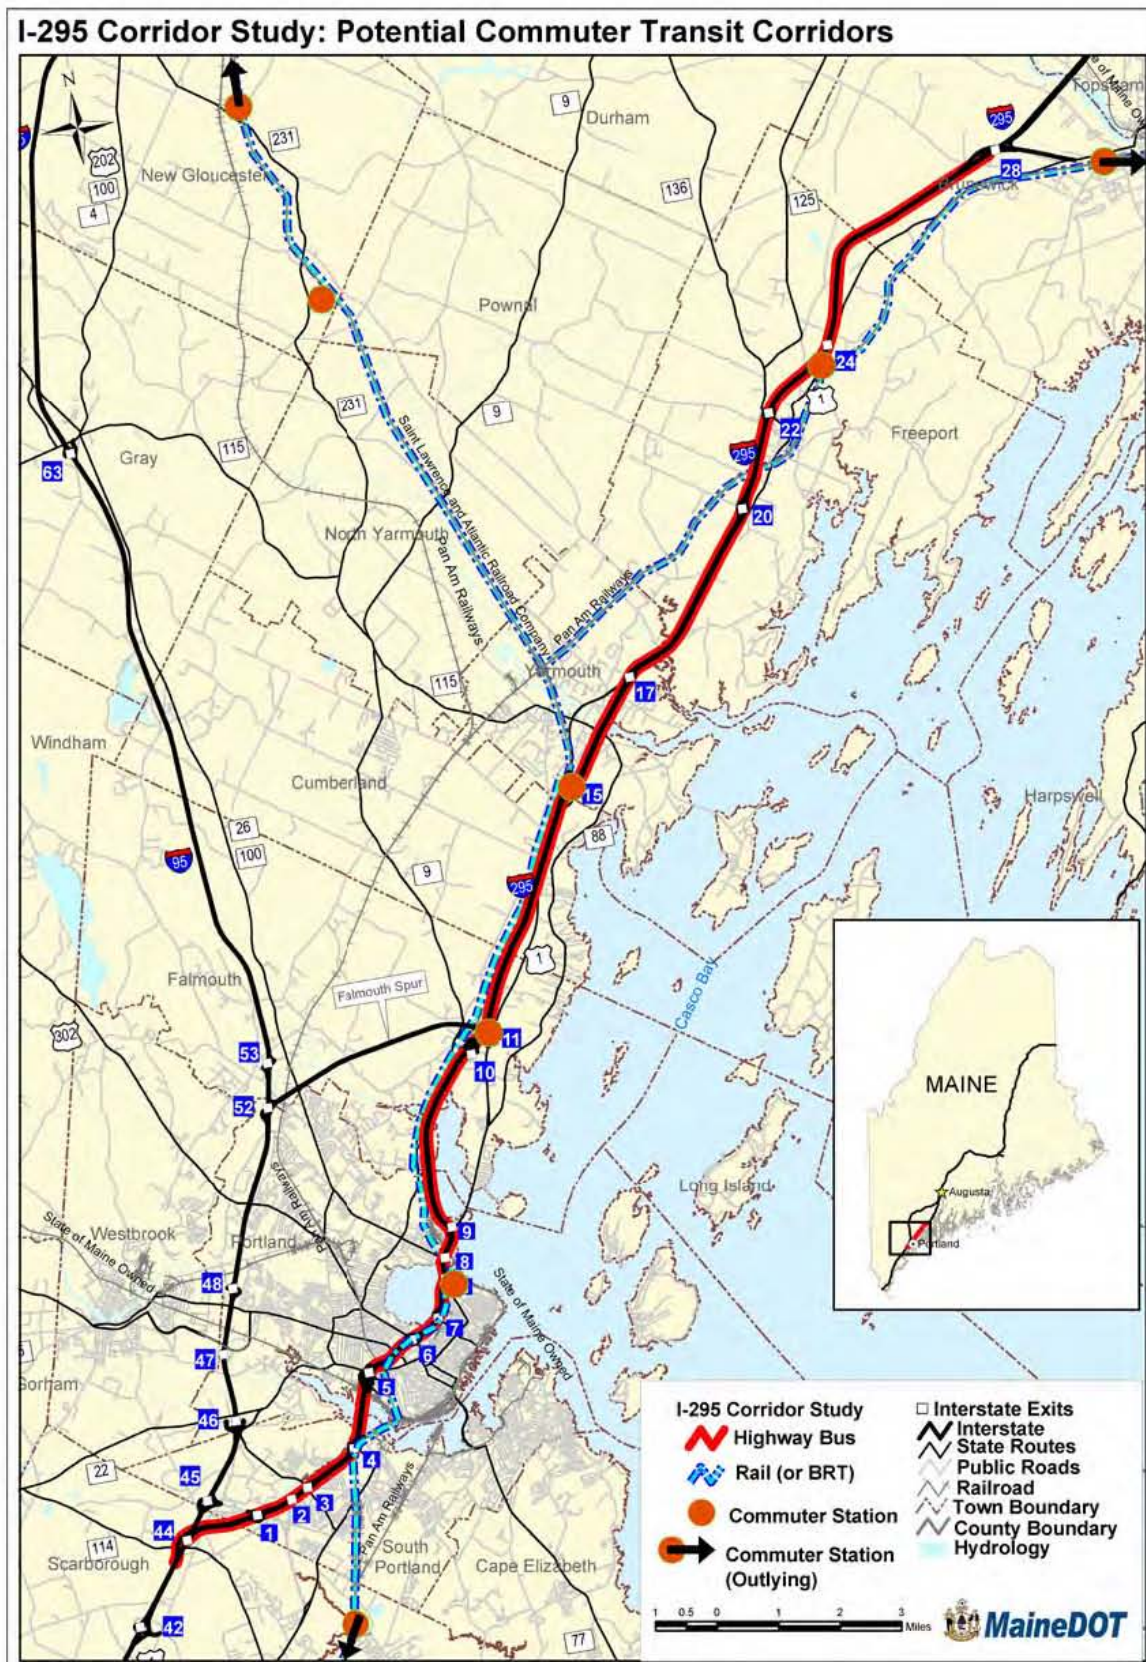 I-295 Corridor Study: Potential Commuter Transit Corridors
N
9
Durham
295
Topsham
231
202
100
4
New Gloucester
136
125
28
Brunswick
Pownal
24
1
231
9
22
Freeport
Saint Lawrence and Atlantic Railroad Company
115
63
Gray
295
20
North Yarmouth
Pan Am Railways
Pan Am Railways
Yarmouth
115
17
Windham
Cumberland
15
Harpswell
26
100
88
95
9
295
1
Casco Bay
Falmouth
Falmouth Spur
302
11
53
10
MAINE
52
Pan Am Railways
Long Island
Augusta
State of Maine Owned
Westbrook
Portland
9
Portland
8
48
State of Maine Owned
7
6
47
Gorham
5
46
4
22
45
3
2
44
1
114
Scarborough
Pan Am Railways
South
Portland
Cape Elizabeth
42
77
I-295 Corridor Study
Highway Bus
Rail (or BRT)
Commuter Station
Commuter Station
(Outlying)
Interstate Exits
Interstate
State Routes
Public Roads
Railroad
Town Boundary
County Boundary
Hydrology
1 0.5 0 1 2 3
Miles
MaineDOT